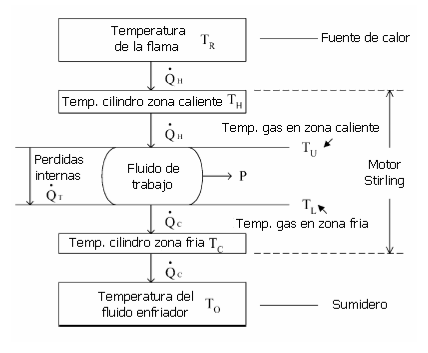 Temperatura
de la flama T_R
Fuente de calor
Q̇_H
Temp. cilindro zona caliente T_H
Q̇_H
Temp. gas en zona caliente
T_U
Perdidas
internas
Q̇_T
Fluido de
trabajo
P
Motor
Stirling
T_L
Q̇_C
Temp. gas en zona fria
Temp. cilindro zona fria T_C
Q̇_C
Temperatura del
fluido enfriador T_O
Sumidero